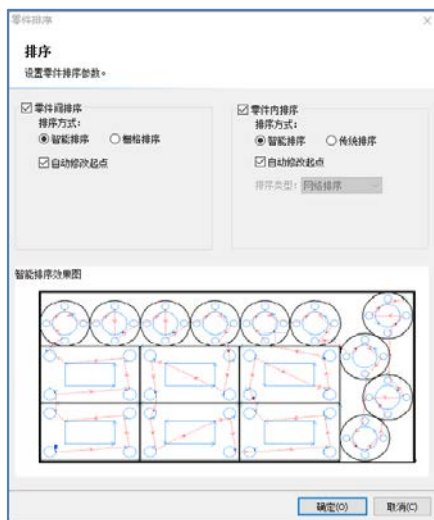 零件排序
排序
设置零件排序参数。
零件间排序
排序方式:
智能排序 栅格排序
自动修改起点
零件内排序
排序方式:
智能排序 传统排序
自动修改起点
排序类型: 网络排序
智能排序效果图
确定(O) 取消(C)